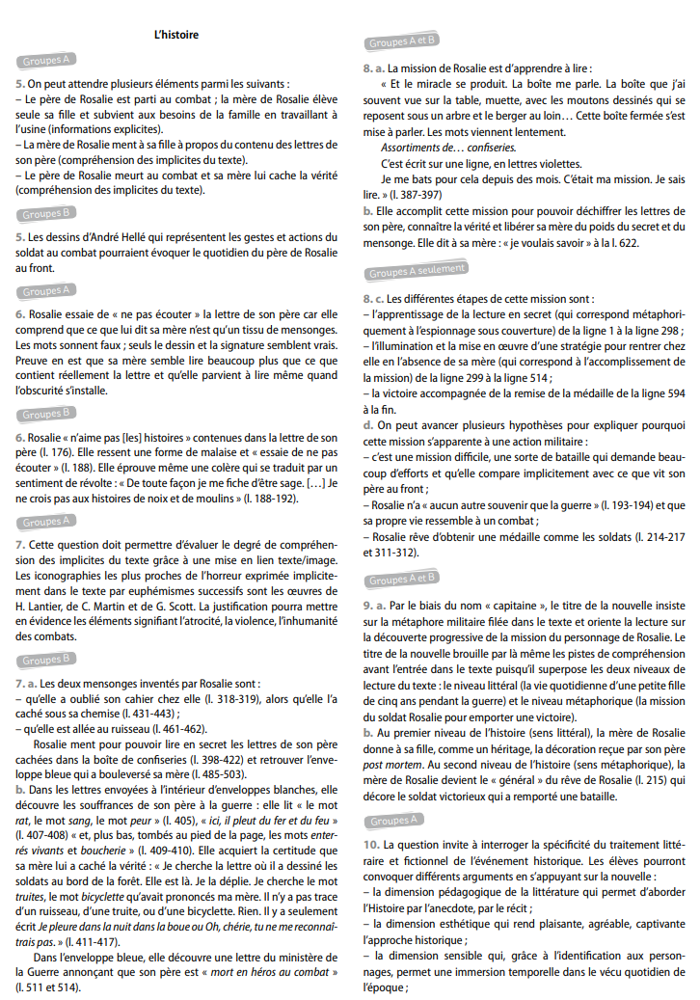 L'histoire
Groupes A
5. On peut attendre plusieurs éléments parmi les suivants :
– Le père de Rosalie est parti au combat ; la mère de Rosalie élève
seule sa fille et subvient aux besoins de la famille en travaillant à
l'usine (informations explicites).
– La mère de Rosalie ment à sa fille à propos du contenu des lettres de
son père (compréhension des implicites du texte).
– Le père de Rosalie meurt au combat et sa mère lui cache la vérité
(compréhension des implicites du texte).
Groupes B
5. Les dessins d'André Hellé qui représentent les gestes et actions du
soldat au combat pourraient évoquer le quotidien du père de Rosalie
au front.
Groupes A
6. Rosalie essaie de « ne pas écouter » la lettre de son père car elle
comprend que ce que lui dit sa mère n'est qu'un tissu de mensonges.
Les mots sonnent faux ; seuls le dessin et la signature semblent vrais.
Preuve en est que sa mère semble lire beaucoup plus que ce que
contient réellement la lettre et qu'elle parvient à lire même quand
l'obscurité s'installe.
Groupes B
6. Rosalie « n'aime pas [les] histoires » contenues dans la lettre de son
père (l. 176). Elle ressent une forme de malaise et « essaie de ne pas
écouter » (l. 188). Elle éprouve même une colère qui se traduit par un
sentiment de révolte : « De toute façon je me fiche d'être sage. […] Je
ne crois pas aux histoires de noix et de moulins » (l. 188-192).
Groupes A
7. Cette question doit permettre d'évaluer le degré de compréhen-
sion des implicites du texte grâce à une mise en lien texte/image.
Les iconographies les plus proches de l'horreur exprimée implicite-
ment dans le texte par euphémismes successifs sont les œuvres de
H. Lantier, de C. Martin et de G. Scott. La justification pourra mettre
en évidence les éléments signifiant l'atrocité, la violence, l'inhumanité
des combats.
Groupes B
7. a. Les deux mensonges inventés par Rosalie sont :
– qu'elle a oublié son cahier chez elle (l. 318-319), alors qu'elle l'a
caché sous sa chemise (l. 431-443) ;
– qu'elle est allée au ruisseau (l. 461-462).
Rosalie ment pour pouvoir lire en secret les lettres de son père
cachées dans la boîte de confiseries (l. 398-422) et retrouver l'enve-
loppe bleue qui a bouleversé sa mère (l. 485-503).
b. Dans les lettres envoyées à l'intérieur d'enveloppes blanches, elle
découvre les souffrances de son père à la guerre : elle lit « le mot
rat, le mot sang, le mot peur » (l. 405), « ici, il pleut du fer et du feu »
(l. 407-408) « et, plus bas, tombés au pied de la page, les mots enter-
rés vivants et boucherie » (l. 409-410). Elle acquiert la certitude que
sa mère lui a caché la vérité : « Je cherche la lettre où il a dessiné les
soldats au bord de la forêt. Elle est là. Je la déplie. Je cherche le mot
truites, le mot bicyclette qu'avait prononcés ma mère. Il n'y a pas trace
d'un ruisseau, d'une truite, ou d'une bicyclette. Rien. Il y a seulement
écrit Je pleure dans la nuit dans la boue ou Oh, chérie, tu ne me reconnaî-
trais pas. » (l. 411-417).
Dans l'enveloppe bleue, elle découvre une lettre du ministère de
la Guerre annonçant que son père est « mort en héros au combat »
(l. 511 et 514).
Groupes A et B
8. a. La mission de Rosalie est d'apprendre à lire :
« Et le miracle se produit. La boîte me parle. La boîte que j'ai
souvent vue sur la table, muette, avec les moutons dessinés qui se
reposent sous un arbre et le berger au loin… Cette boîte fermée s'est
mise à parler. Les mots viennent lentement.
Assortiments de… confiseries.
C'est écrit sur une ligne, en lettres violettes.
Je me bats pour cela depuis des mois. C'était ma mission. Je sais
lire. » (l. 387-397)
b. Elle accomplit cette mission pour pouvoir déchiffrer les lettres de
son père, connaître la vérité et libérer sa mère du poids du secret et du
mensonge. Elle dit à sa mère : « je voulais savoir » à la l. 622.
Groupes A seulement
8. c. Les différentes étapes de cette mission sont :
– l'apprentissage de la lecture en secret (qui correspond métaphori-
quement à l'espionnage sous couverture) de la ligne 1 à la ligne 298 ;
– l'illumination et la mise en œuvre d'une stratégie pour rentrer chez
elle en l'absence de sa mère (qui correspond à l'accomplissement de
la mission) de la ligne 299 à la ligne 514 ;
– la victoire accompagnée de la remise de la médaille de la ligne 594
à la fin.
d. On peut avancer plusieurs hypothèses pour expliquer pourquoi
cette mission s'apparente à une action militaire :
– c'est une mission difficile, une sorte de bataille qui demande beau-
coup d'efforts et qu'elle compare implicitement avec ce que vit son
père au front ;
– Rosalie n'a « aucun autre souvenir que la guerre » (l. 193-194) et que
sa propre vie ressemble à un combat ;
– Rosalie rêve d'obtenir une médaille comme les soldats (l. 214-217
et 311-312).
Groupes A et B
9. a. Par le biais du nom « capitaine », le titre de la nouvelle insiste
sur la métaphore militaire filée dans le texte et oriente la lecture sur
la découverte progressive de la mission du personnage de Rosalie. Le
titre de la nouvelle brouille par là même les pistes de compréhension
avant l'entrée dans le texte puisqu'il superpose les deux niveaux de
lecture du texte : le niveau littéral (la vie quotidienne d'une petite fille
de cinq ans pendant la guerre) et le niveau métaphorique (la mission
du soldat Rosalie pour emporter une victoire).
b. Au premier niveau de l'histoire (sens littéral), la mère de Rosalie
donne à sa fille, comme un héritage, la décoration reçue par son père
post mortem. Au second niveau de l'histoire (sens métaphorique), la
mère de Rosalie devient le « général » du rêve de Rosalie (l. 215) qui
décore le soldat victorieux qui a remporté une bataille.
Groupes A
10. La question invite à interroger la spécificité du traitement litté-
raire et fictionnel de l'événement historique. Les élèves pourront
convoquer différents arguments en s'appuyant sur la nouvelle :
– la dimension pédagogique de la littérature qui permet d'aborder
l'Histoire par l'anecdote, par le récit ;
– la dimension esthétique qui rend plaisante, agréable, captivante
l'approche historique ;
– la dimension sensible qui, grâce à l'identification aux person-
nages, permet une immersion temporelle dans le vécu quotidien de
l'époque ;